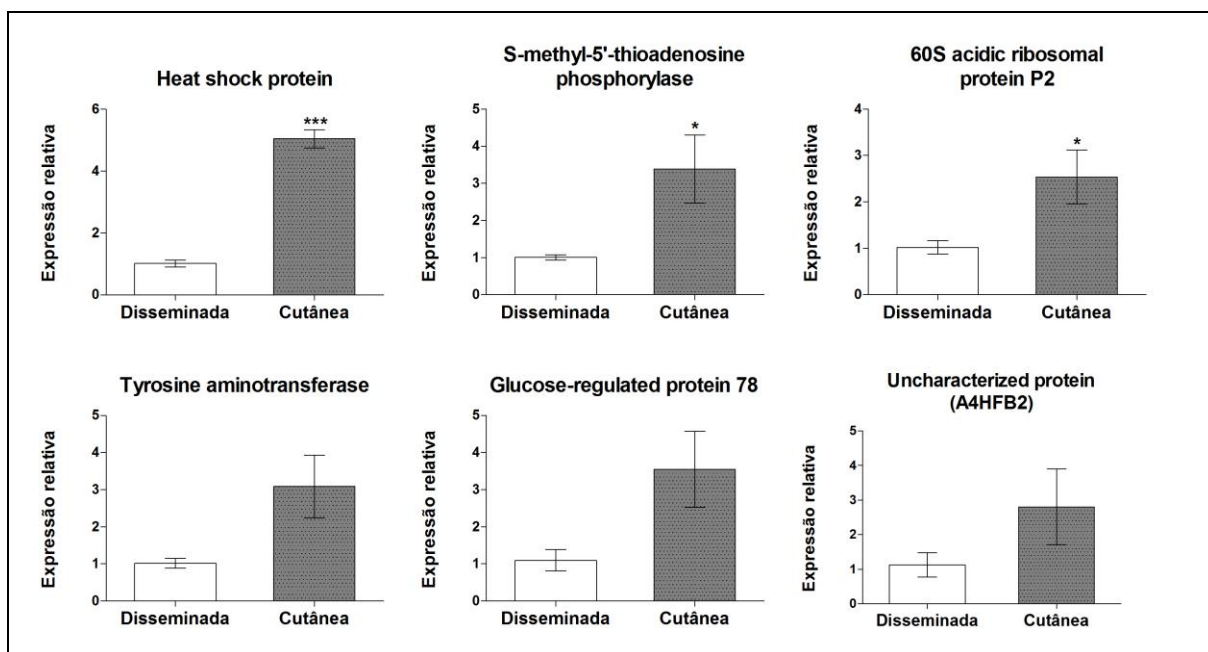 Heat shock protein
Expressão relativa
6
4
2
0
***
Disseminada
Cutânea
S-methyl-5'-thioadenosine
phosphorylase
Expressão relativa
5
4
3
2
1
0
*
Disseminada
Cutânea
60S acidic ribosomal
protein P2
Expressão relativa
4
3
2
1
0
*
Disseminada
Cutânea
Tyrosine aminotransferase
Expressão relativa
5
4
3
2
1
0
Disseminada
Cutânea
Glucose-regulated protein 78
Expressão relativa
5
4
3
2
1
0
Disseminada
Cutânea
Uncharacterized protein
(A4HFB2)
Expressão relativa
5
4
3
2
1
0
Disseminada
Cutânea